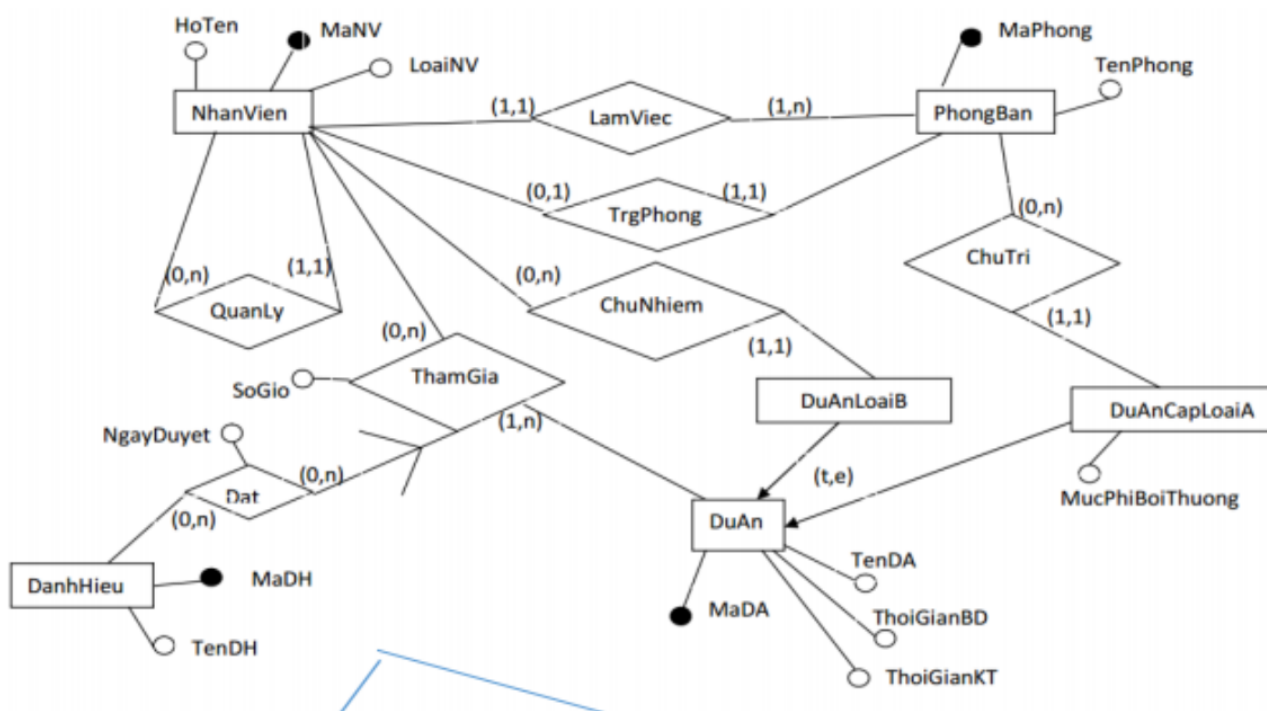 HoTen
MaNV
LoaiNV
MaPhong
TenPhong
NhanVien
(1,1)
LamViec
(1,n)
PhongBan
(0,1)
TrgPhong
(1,1)
(0,n)
ChuTri
(1,1)
(0,n)
(1,1)
QuanLy
(0,n)
ChuNhiem
(1,1)
(0,n)
ThamGia
SoGio
(1,n)
DuAnLoaiB
DuAnCapLoaiA
MucPhiBoiThuong
NgayDuyet
(0,n)
Dat
(0,n)
(t,e)
DuAn
DanhHieu
MaDH
TenDH
MaDA
TenDA
ThoiGianBD
ThoiGianKT